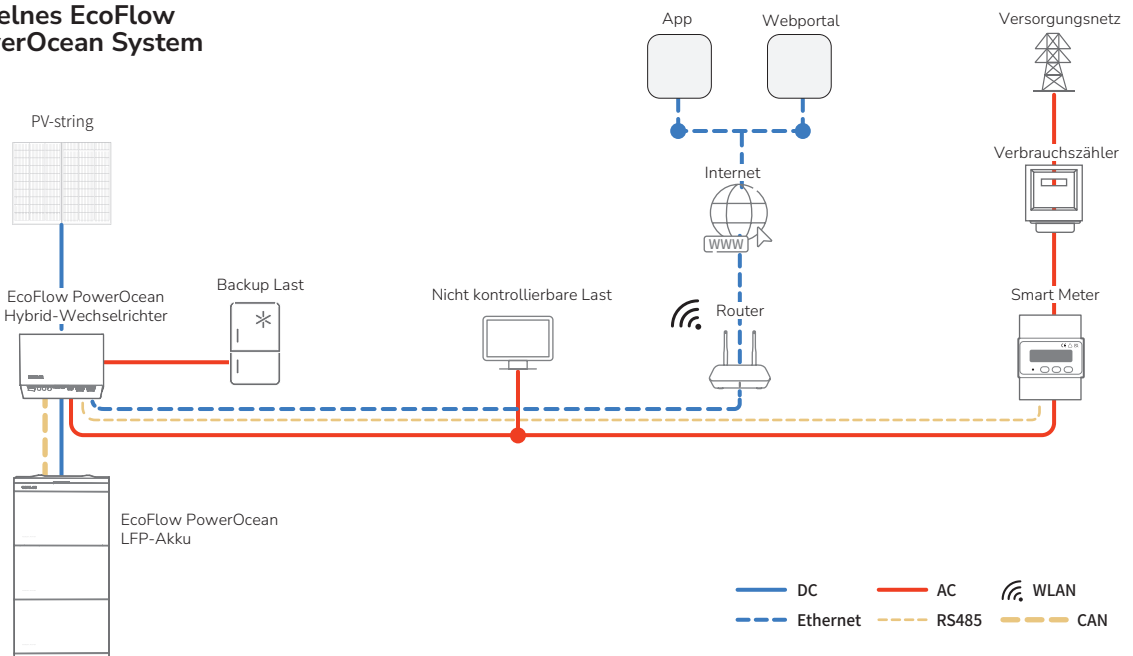 elnes EcoFlow
erOcean System
App
Webportal
Versorgungsnetz
PV-string
Verbrauchszähler
Internet
WWW
EcoFlow PowerOcean
Hybrid-Wechselrichter
Backup Last
Nicht kontrollierbare Last
Router
Smart Meter
EcoFlow PowerOcean
LFP-Akku
DC
AC
WLAN
Ethernet
RS485
CAN